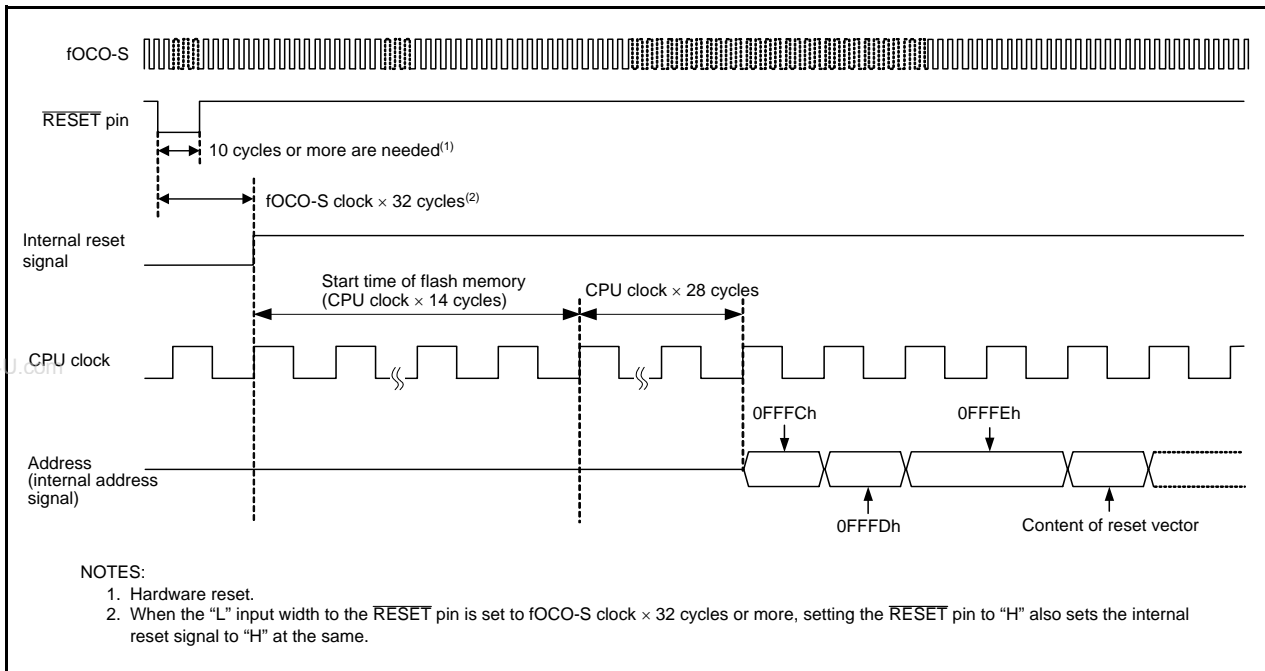 fOCO-S
RESET pin
10 cycles or more are needed(1)
fOCO-S clock × 32 cycles(2)
Internal reset
signal
Start time of flash memory
(CPU clock × 14 cycles)
CPU clock × 28 cycles
CPU clock
U.com
0FFFCh
0FFFEh
Address
(internal address
signal)
0FFFDh
Content of reset vector
NOTES:
1. Hardware reset.
2. When the “L” input width to the RESET pin is set to fOCO-S clock × 32 cycles or more, setting the RESET pin to “H” also sets the internal
reset signal to “H” at the same.